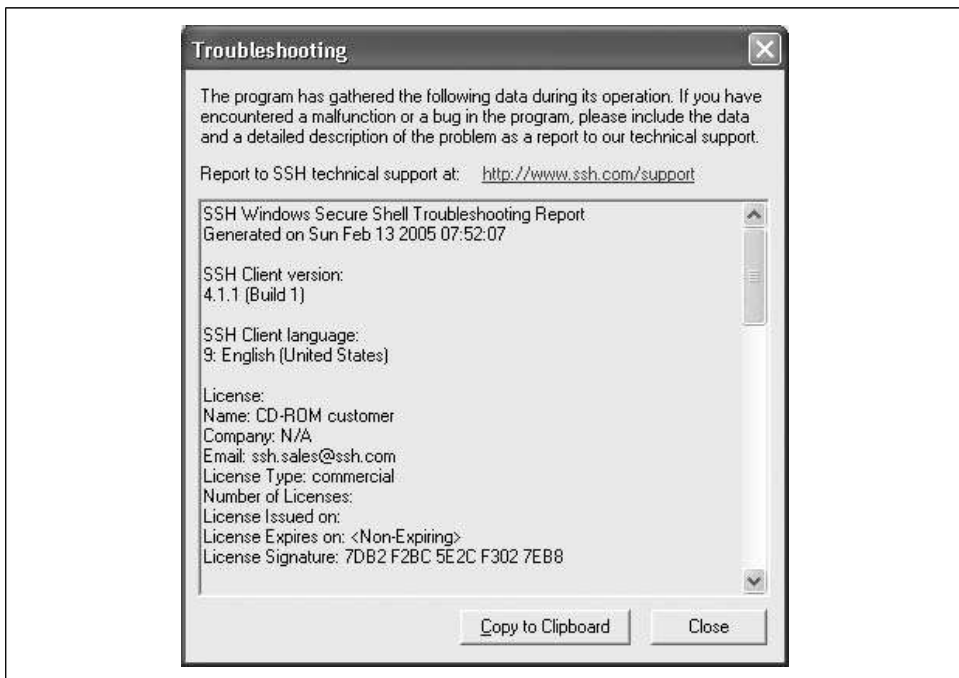 Troubleshooting
The program has gathered the following data during its operation. If you have
encountered a malfunction or a bug in the program, please include the data
and a detailed description of the problem as a report to our technical support.
Report to SSH technical support at: http://www.ssh.com/support
SSH Windows Secure Shell Troubleshooting Report
Generated on Sun Feb 13 2005 07:52:07
SSH Client version:
4.1.1 (Build 1)
SSH Client language:
9: English (United States)
License:
Name: CD-ROM customer
Company: N/A
Email: ssh.sales@ssh.com
License Type: commercial
Number of Licenses:
License Issued on:
License Expires on: <Non-Expiring>
License Signature: 7DB2 F2BC 5E2C F302 7EB8
Copy to Clipboard Close